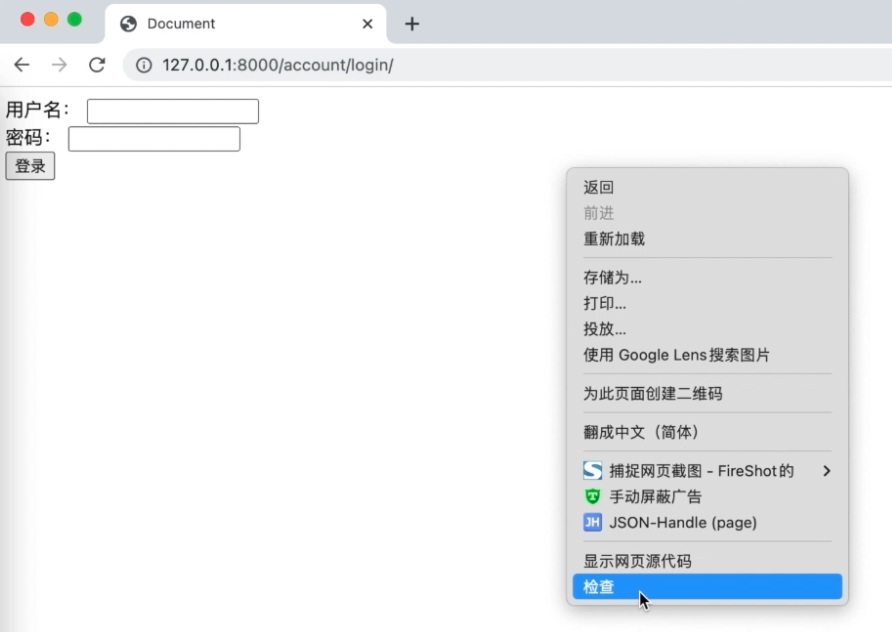 Document
127.0.0.1:8000/account/login/
用户名：
密码：
登录
返回
前进
重新加载
存储为...
打印...
投放...
使用 Google Lens搜索图片
为此页面创建二维码
翻成中文（简体）
捕捉网页截图 - FireShot的
手动屏蔽广告
JH JSON-Handle (page)
显示网页源代码
检查